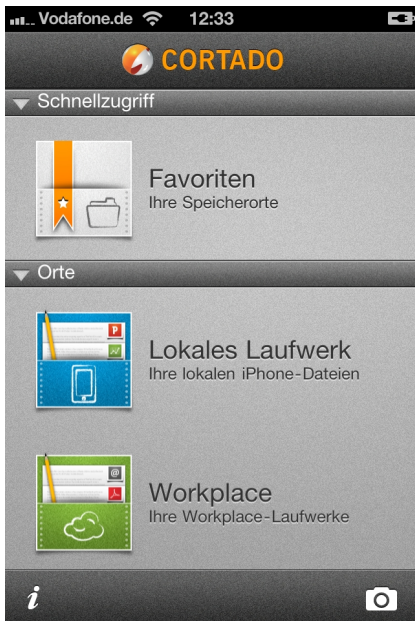 Vodafone.de 12:33
CORTADO
Schnellzugriff
Favoriten
Ihre Speicherorte
Orte
P
Lokales Laufwerk
Ihre lokalen iPhone-Dateien
@
Workplace
Ihre Workplace-Laufwerke
i